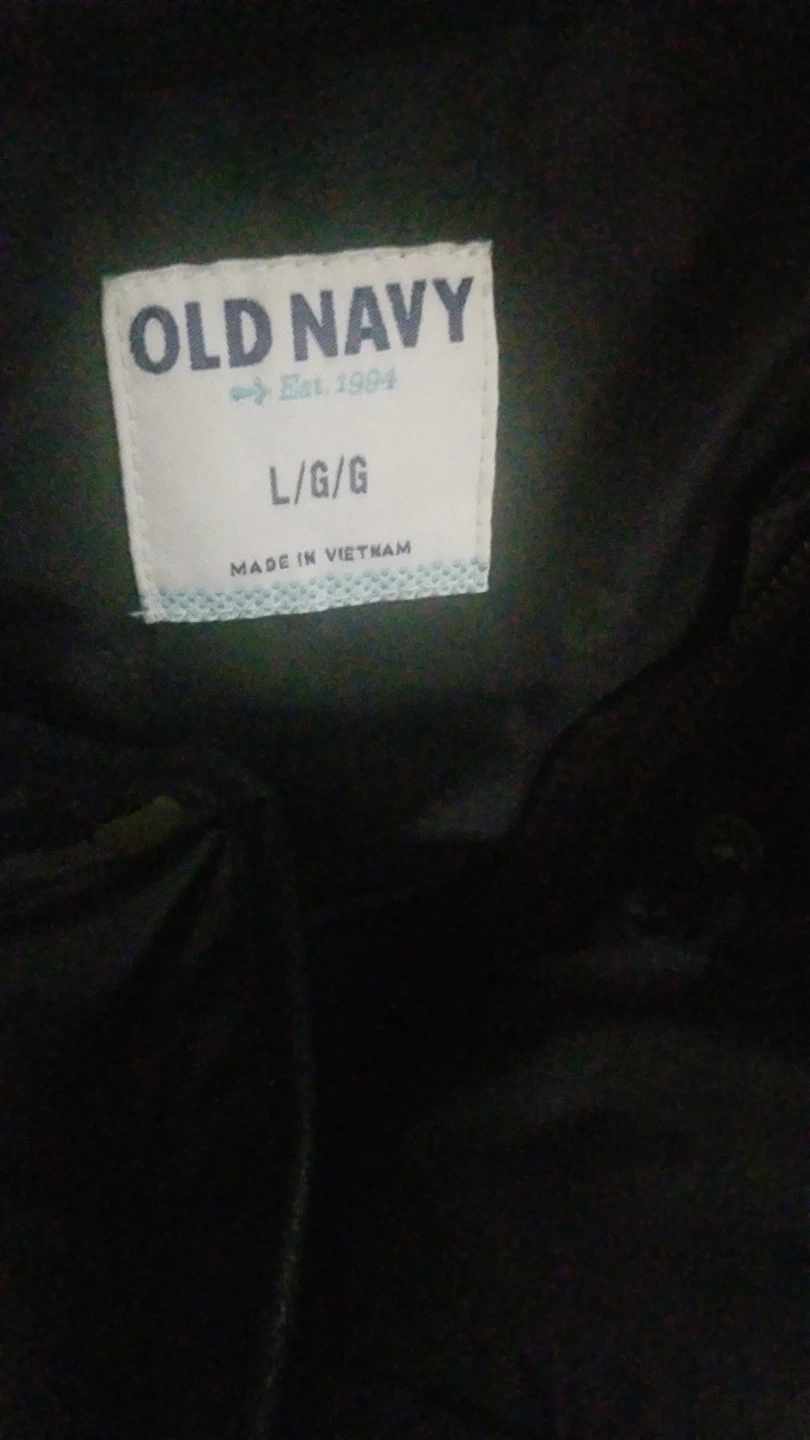 OLD NAVY
Est. 1994
L/G/G
MADE IN VIETNAM